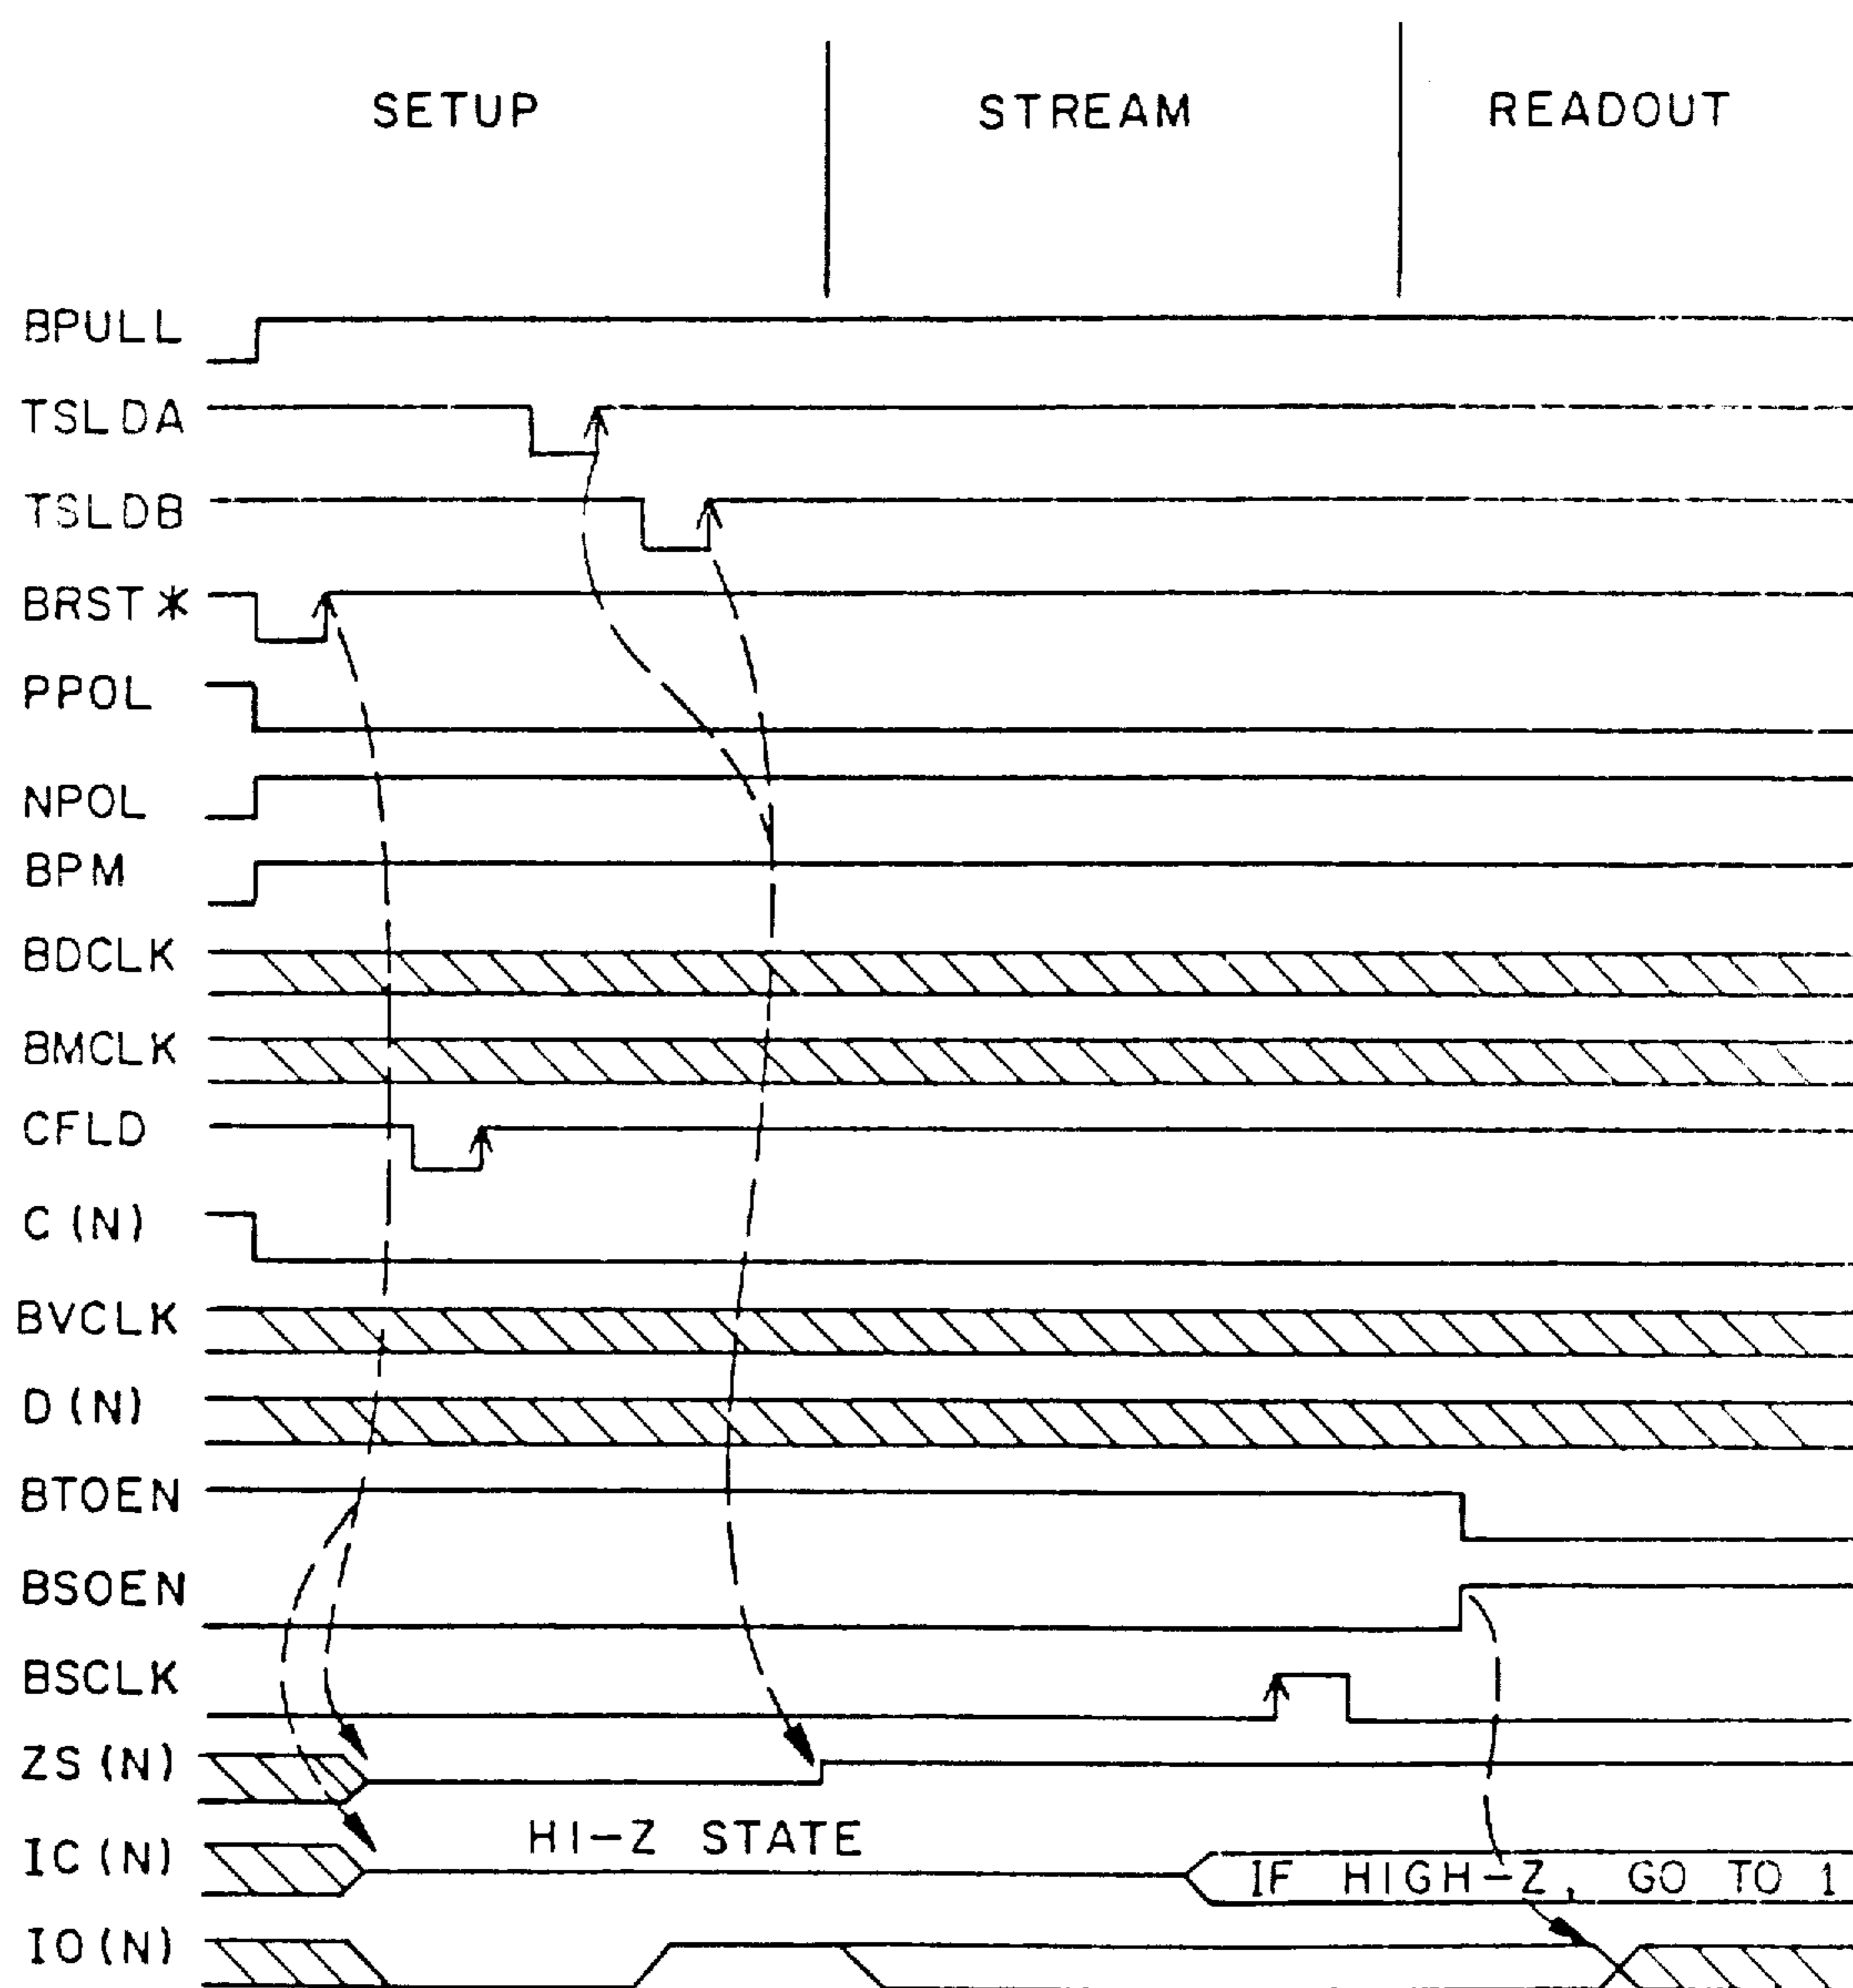 SETUP STREAM READOUT
BPULL
TSLDA
TSLDB
BRST*
PPOL
NPOL
BPM
BDCLK
BMCLK
CFLD
C(N)
BVCLK
D(N)
BTOEN
BSOEN
BSCLK
ZS(N)
HI-Z STATE
IC(N) IF HIGH-Z, GO TO 1
IO(N)